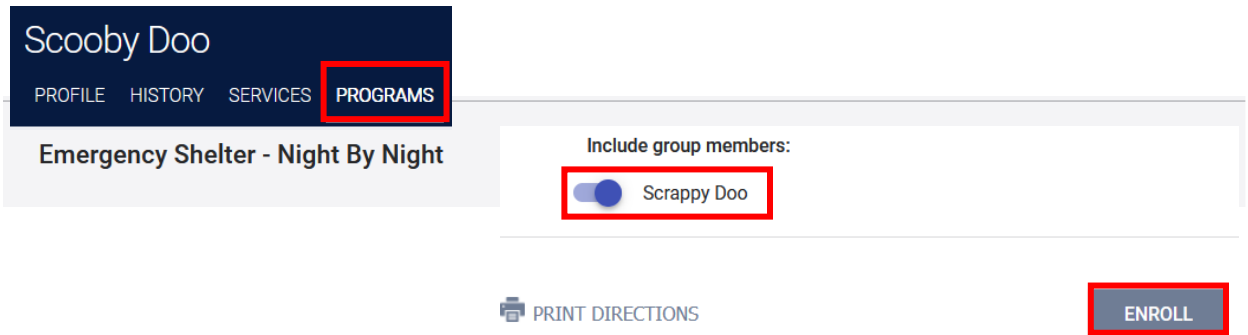 Scooby Doo
PROFILE HISTORY SERVICES PROGRAMS
Emergency Shelter - Night By Night
Include group members:
Scrappy Doo
PRINT DIRECTIONS
ENROLL